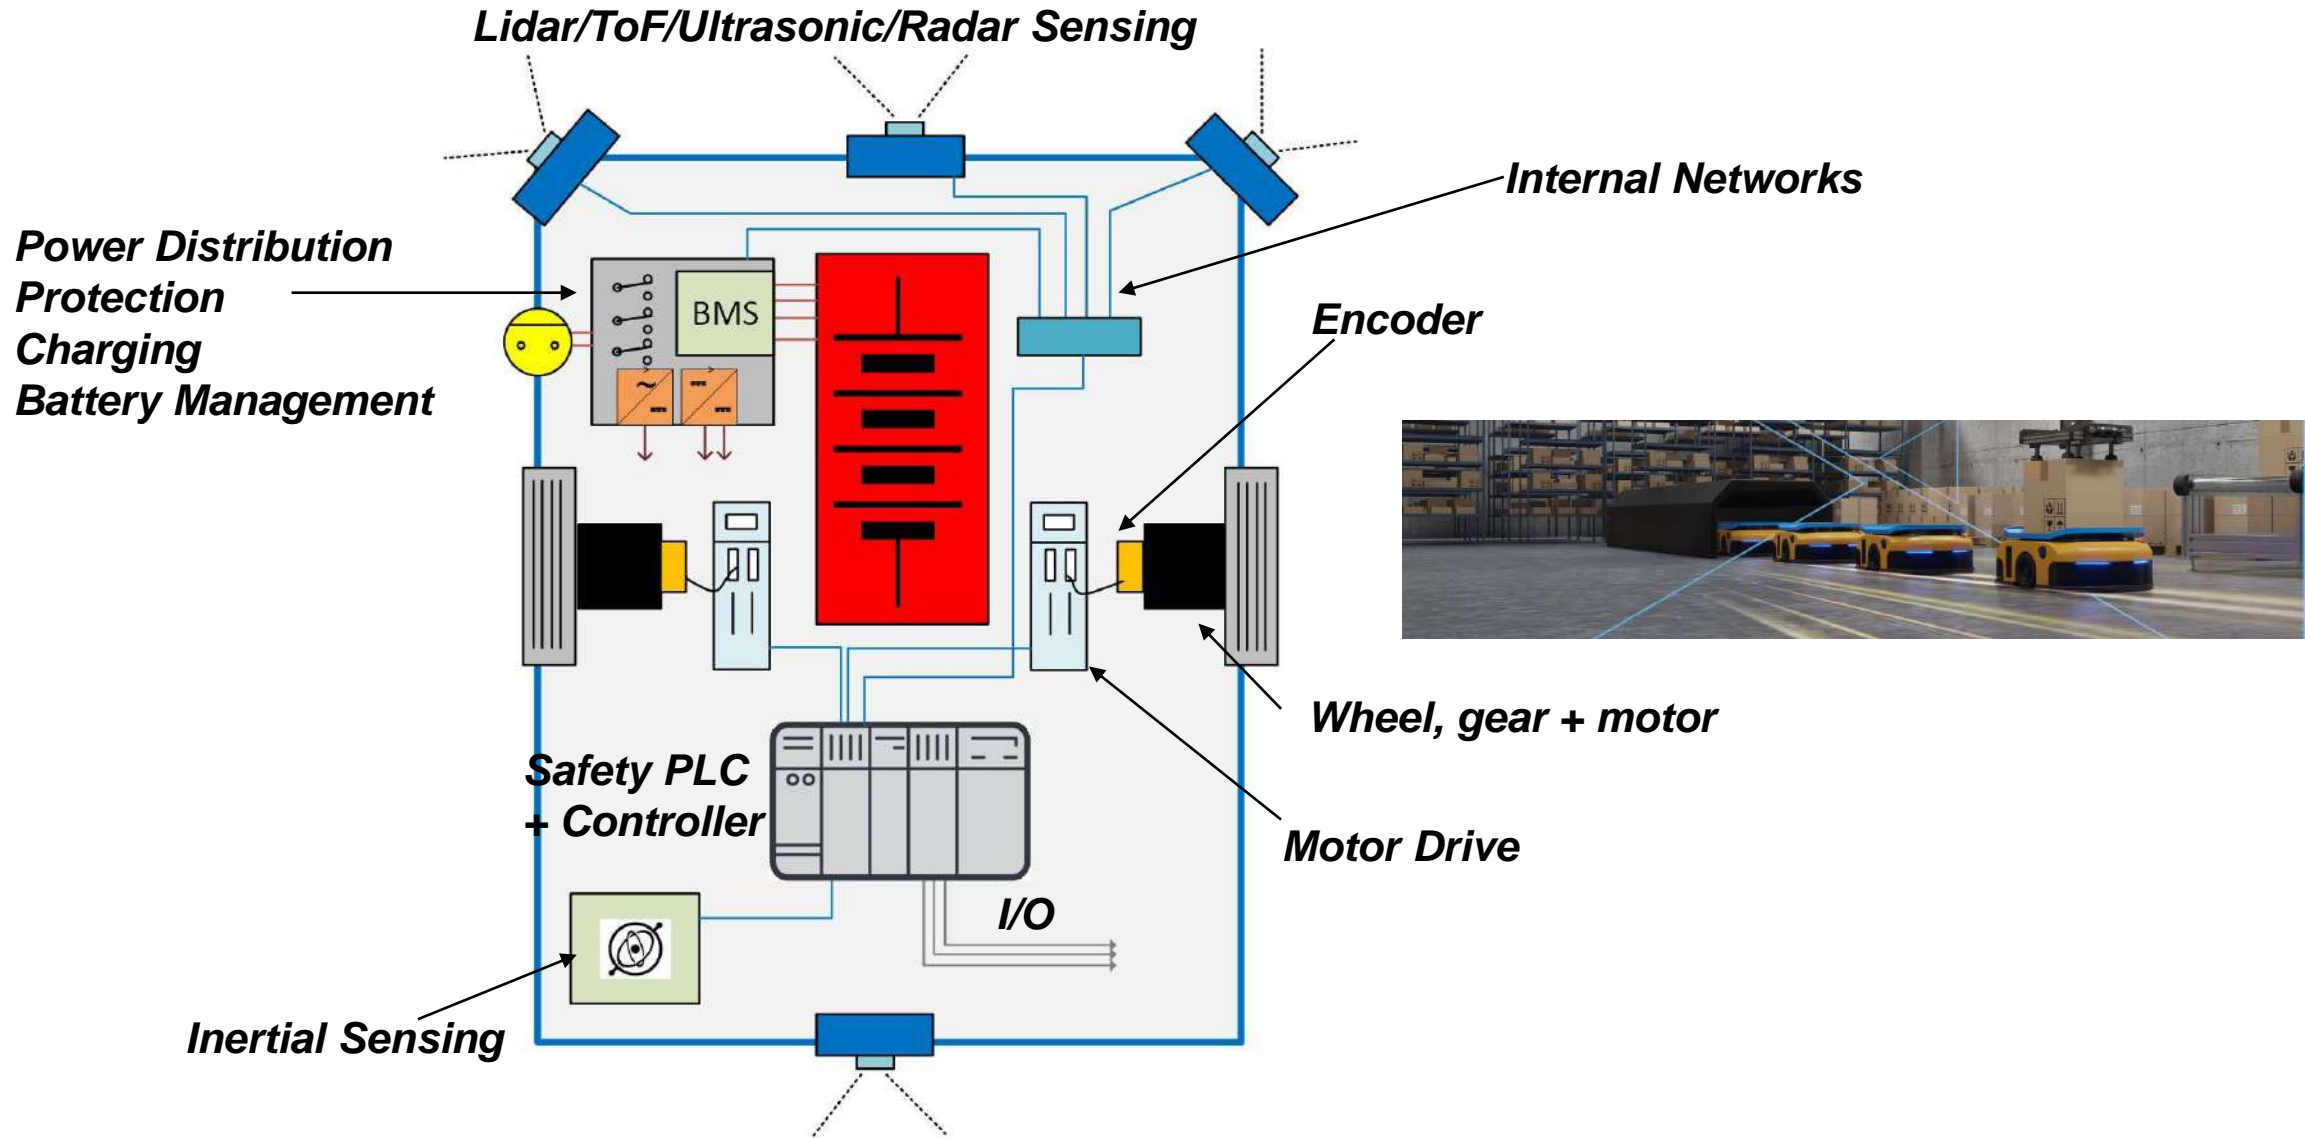 Lidar/ToF/Ultrasonic/Radar Sensing
Internal Networks
Power Distribution
Protection
Charging
Battery Management
BMS
Encoder
Wheel, gear + motor
Safety PLC
+ Controller
Motor Drive
I/O
Inertial Sensing